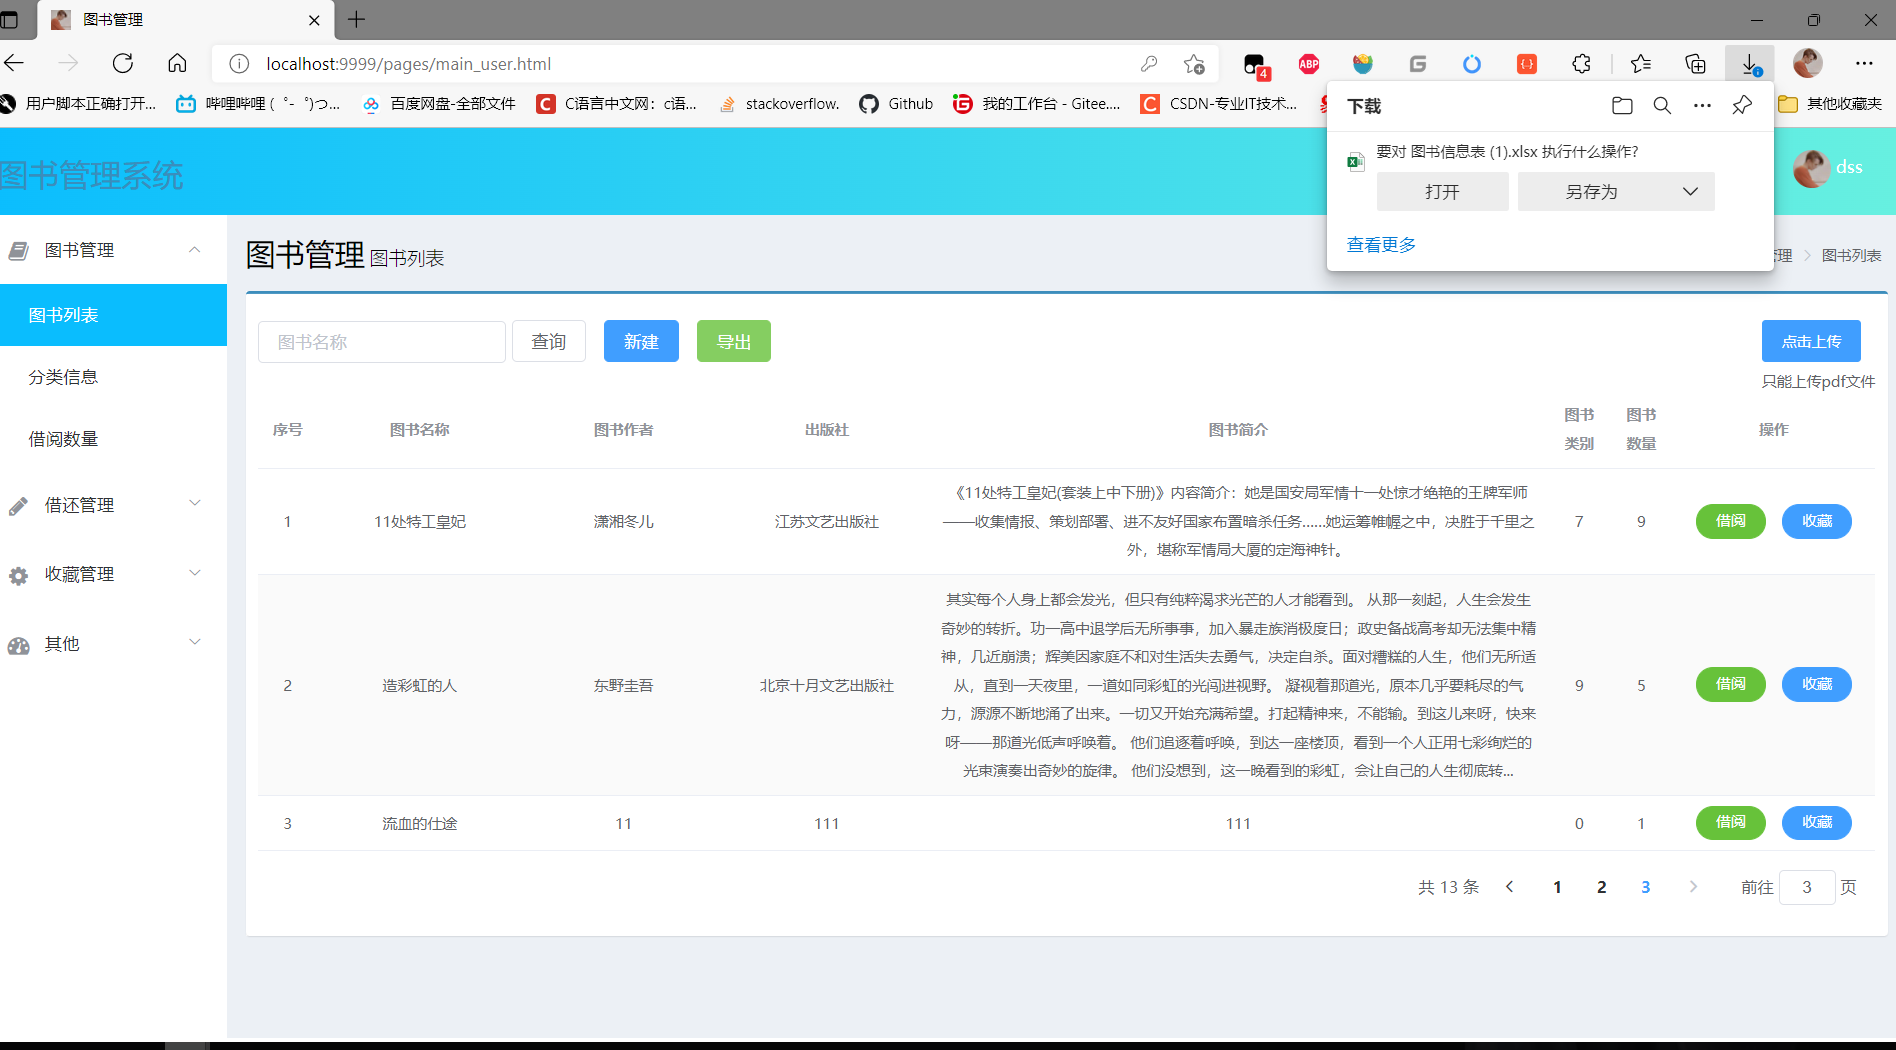 图书管理
localhost:9999/pages/main_user.html
4
ABP
用户脚本正确打开...
哔哩哔哩 (゜-゜)つ...
百度网盘-全部文件
C语言中文网：c语...
stackoverflow.
Github
我的工作台 - Gitee....
CSDN-专业IT技术...
其他收藏夹
下载
要对 图书信息表 (1).xlsx 执行什么操作?
打开
另存为
查看更多
图书管理系统
dss
图书管理
图书列表
分类信息
借阅数量
借还管理
收藏管理
其他
图书管理 图书列表
理 > 图书列表
图书名称
查询
新建
导出
点击上传
只能上传pdf文件
序号 图书名称 图书作者 出版社 图书简介 图书类别 图书数量 操作
1 11处特工皇妃 潇湘冬儿 江苏文艺出版社
《11处特工皇妃(套装上中下册)》内容简介：她是国安局军情十一处惊才绝艳的王牌军师
——收集情报、策划部署、进不友好国家布置暗杀任务......她运筹帷幄之中，决胜于千里之
外，堪称军情局大厦的定海神针。
7 9 借阅 收藏
2 造彩虹的人 东野圭吾 北京十月文艺出版社
其实每个人身上都会发光，但只有纯粹渴求光芒的人才能看到。 从那一刻起，人生会发生
奇妙的转折。功一高中退学后无所事事，加入暴走族消极度日；政史备战高考却无法集中精
神，几近崩溃；辉美因家庭不和对生活失去勇气，决定自杀。面对糟糕的人生，他们无所适
从，直到一天夜里，一道如同彩虹的光闯进视野。 凝视着那道光，原本几乎要耗尽的气
力，源源不断地涌了出来。一切又开始充满希望。打起精神来，不能输。到这儿来呀，快来
呀——那道光低声呼唤着。 他们追逐着呼唤，到达一座楼顶，看到一个人正用七彩绚烂的
光束演奏出奇妙的旋律。 他们没想到，这一晚看到的彩虹，会让自己的人生彻底转...
9 5 借阅 收藏
3 流血的仕途 11 111 111 0 1 借阅 收藏
共 13 条 1 2 3 前往 3 页